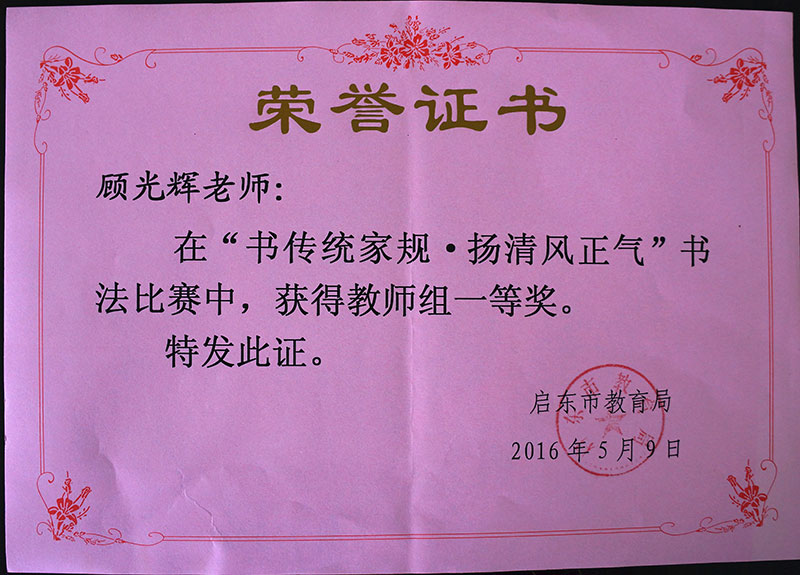 荣誉证书
顾光辉老师：
在“书传统家规·扬清风正气”书
法比赛中，获得教师组一等奖。
特发此证。
启东市教育局
2016年5月9日